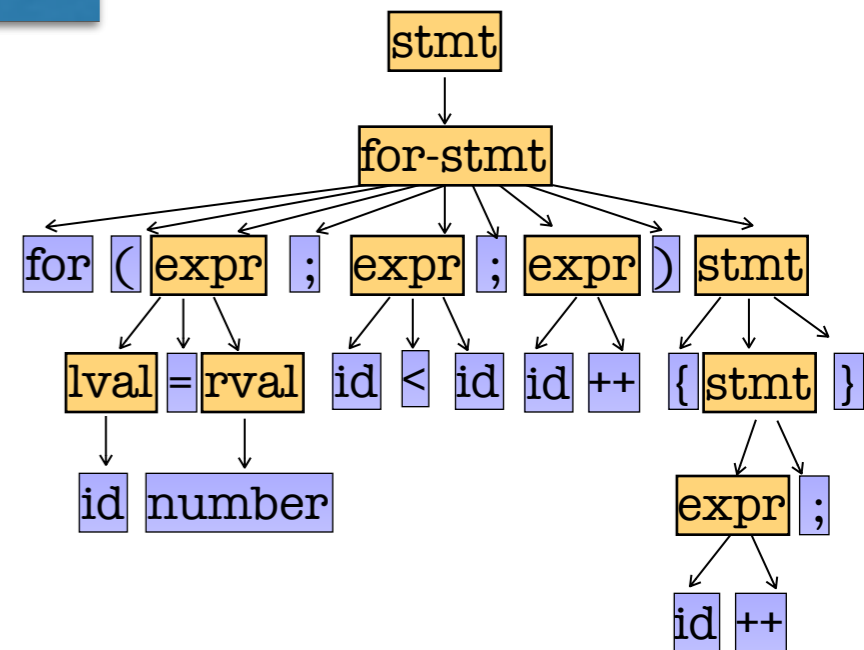 stmt
for-stmt
for ( expr ; expr ; expr ) stmt
lval = rval id < id id ++ { stmt }
id number expr ;
id ++